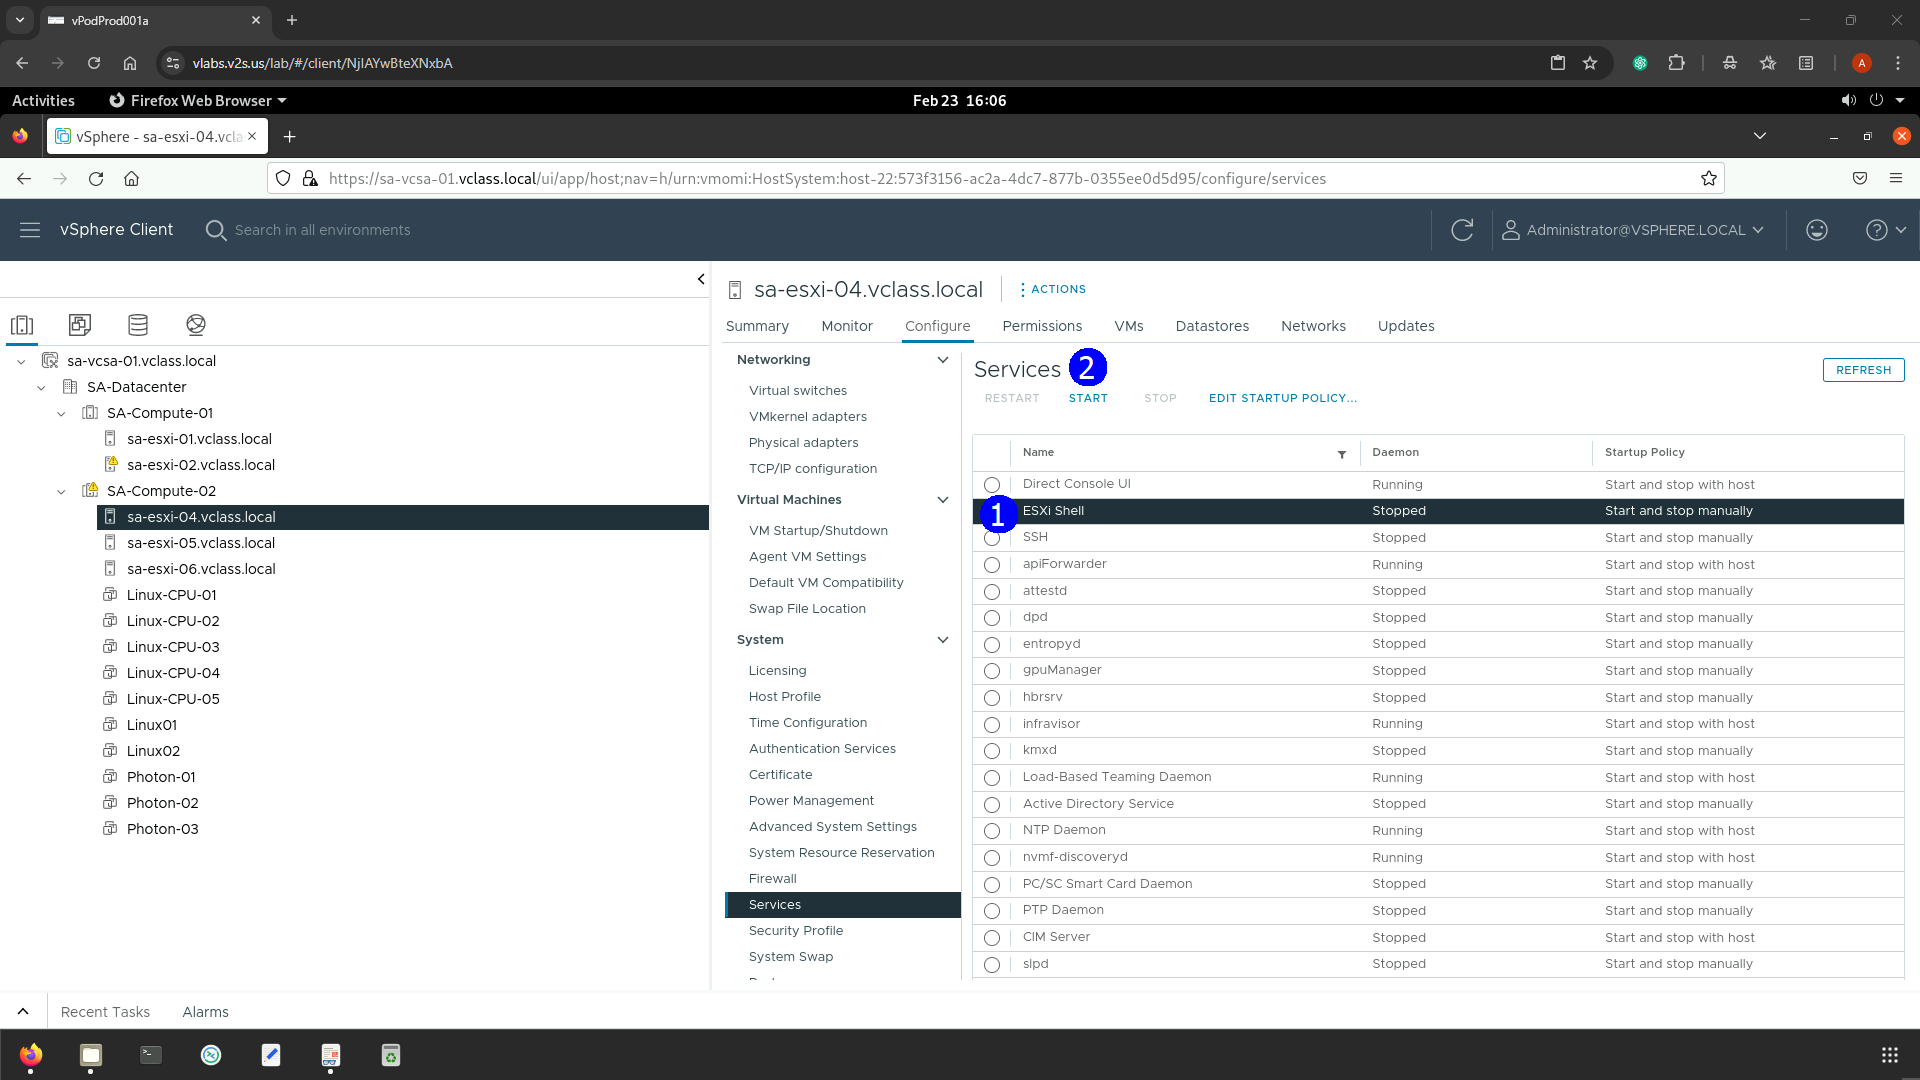 vPodProd001a
vlabs.v2s.us/lab/#/client/NjIAYwBteXNxbA
A
Activities
Firefox Web Browser
Feb 23 16:06
vSphere - sa-esxi-04.vcla
https://sa-vcsa-01.vclass.local/ui/app/host;nav=h/urn:vmomi:HostSystem:host-22:573f3156-ac2a-4dc7-877b-0355ee0d5d95/configure/services
vSphere Client
Search in all environments
Administrator@VSPHERE.LOCAL
sa-vcsa-01.vclass.local
SA-Datacenter
SA-Compute-01
sa-esxi-01.vclass.local
sa-esxi-02.vclass.local
SA-Compute-02
sa-esxi-04.vclass.local
sa-esxi-05.vclass.local
sa-esxi-06.vclass.local
Linux-CPU-01
Linux-CPU-02
Linux-CPU-03
Linux-CPU-04
Linux-CPU-05
Linux01
Linux02
Photon-01
Photon-02
Photon-03
sa-esxi-04.vclass.local
ACTIONS
Summary Monitor Configure Permissions VMs Datastores Networks Updates
Networking
Virtual switches
VMkernel adapters
Physical adapters
TCP/IP configuration
Virtual Machines
VM Startup/Shutdown
Agent VM Settings
Default VM Compatibility
Swap File Location
System
Licensing
Host Profile
Time Configuration
Authentication Services
Certificate
Power Management
Advanced System Settings
System Resource Reservation
Firewall
Services
Security Profile
System Swap
Services 2
REFRESH
RESTART START STOP EDIT STARTUP POLICY...
Name Daemon Startup Policy
Direct Console UI Running Start and stop with host
1 ESXi Shell Stopped Start and stop manually
SSH Stopped Start and stop manually
apiForwarder Running Start and stop with host
attestd Stopped Start and stop manually
dpd Stopped Start and stop manually
entropyd Stopped Start and stop manually
gpuManager Stopped Start and stop manually
hbrsrv Stopped Start and stop manually
infravisor Running Start and stop with host
kmxd Stopped Start and stop manually
Load-Based Teaming Daemon Running Start and stop with host
Active Directory Service Stopped Start and stop manually
NTP Daemon Running Start and stop with host
nvmf-discoveryd Running Start and stop with host
PC/SC Smart Card Daemon Stopped Start and stop manually
PTP Daemon Stopped Start and stop manually
CIM Server Stopped Start and stop with host
slpd Stopped Start and stop manually
Recent Tasks Alarms